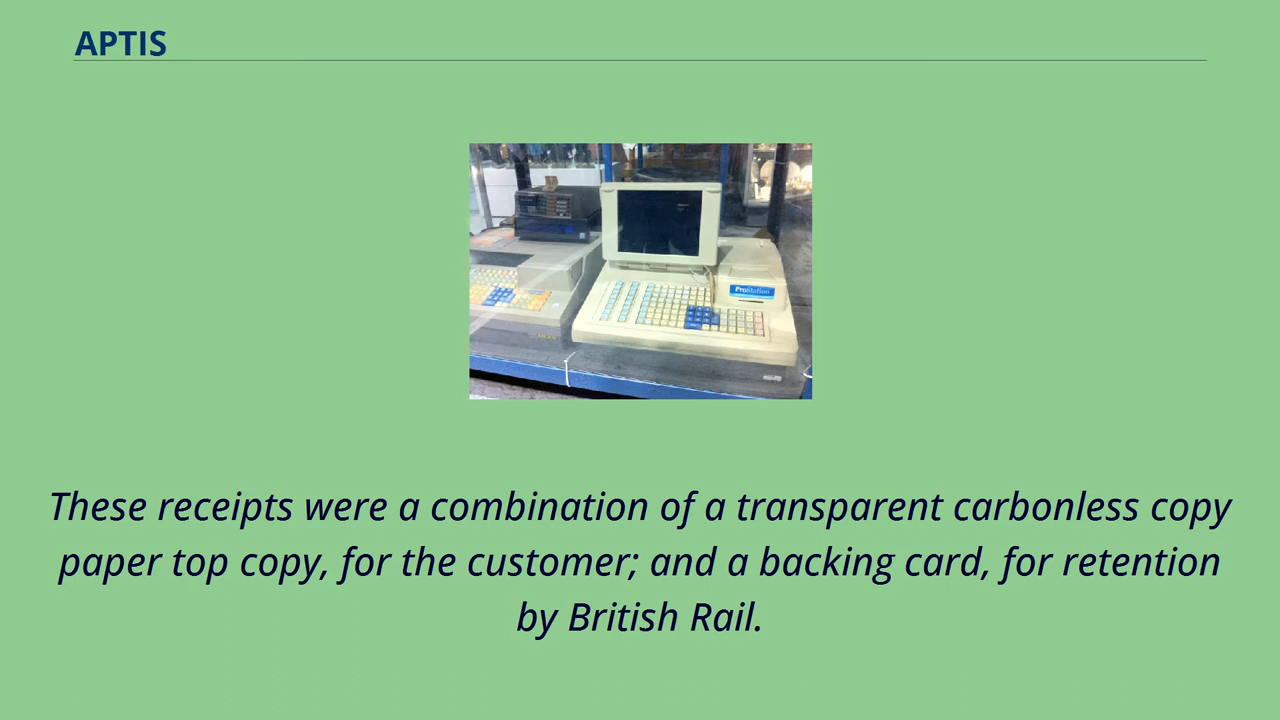 APTIS
ProStation
These receipts were a combination of a transparent carbonless copy
paper top copy, for the customer; and a backing card, for retention
by British Rail.